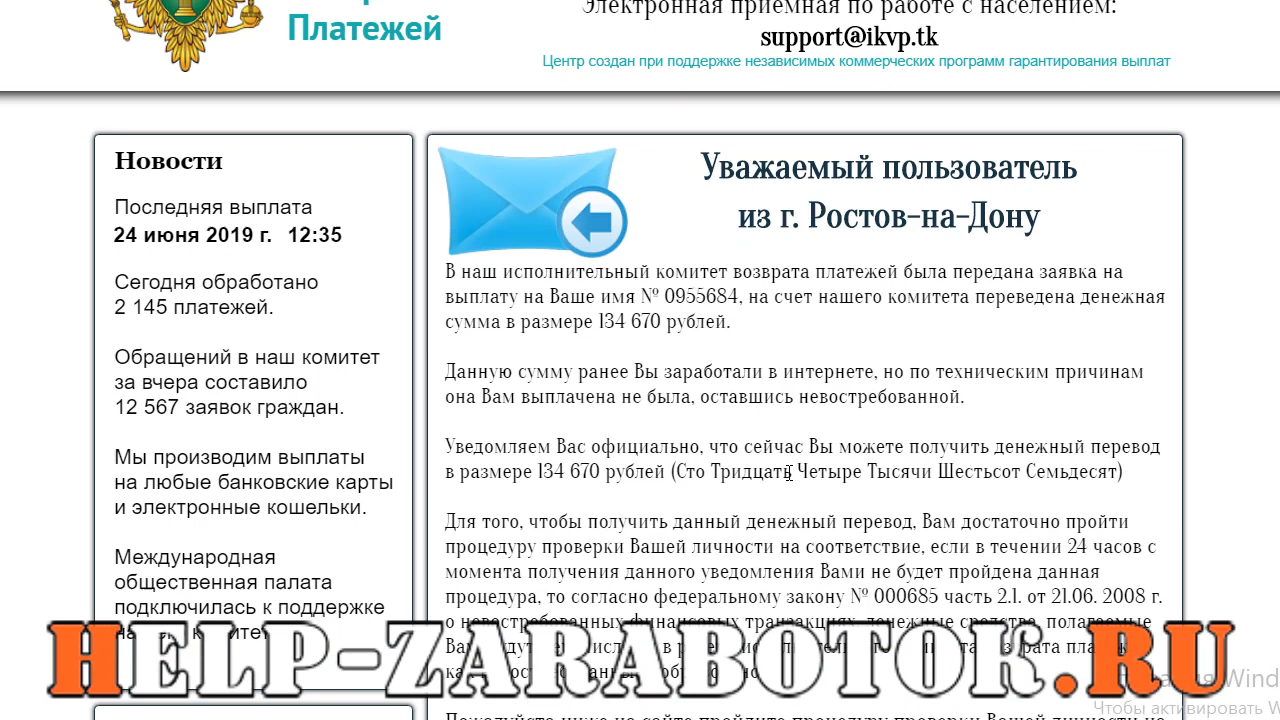 Платежей
Электронная приемная по работе с населением:
support@ikvp.tk
Центр создан при поддержке независимых коммерческих программ гарантирования выплат
Новости
Последняя выплата
24 июня 2019 г. 12:35
Сегодня обработано
2 145 платежей.
Обращений в наш комитет
за вчера составило
12 567 заявок граждан.
Мы производим выплаты
на любые банковские карты
и электронные кошельки.
Международная
общественная палата
подключилась к поддержке
Уважаемый пользователь
из г. Ростов-на-Дону
В наш исполнительный комитет возврата платежей была передана заявка на
выплату на Ваше имя № 0955684, на счет нашего комитета переведена денежная
сумма в размере 134 670 рублей.
Данную сумму ранее Вы заработали в интернете, но по техническим причинам
она Вам выплачена не была, оставшись невостребованной.
Уведомляем Вас официально, что сейчас Вы можете получить денежный перевод
в размере 134 670 рублей (Сто Тридцать Четыре Тысячи Шестьсот Семьдесят)
Для того, чтобы получить данный денежный перевод, Вам достаточно пройти
процедуру проверки Вашей личности на соответствие, если в течении 24 часов с
момента получения данного уведомления Вами не будет пройдена данная
процедура, то согласно федеральному закону № 000685 часть 2.1. от 21.06. 2008 г.
о невостребованных финансовых транзакциях, денежные средства, полагаемые
HELP-ZARABOTOK.RU
Чтобы активировать W